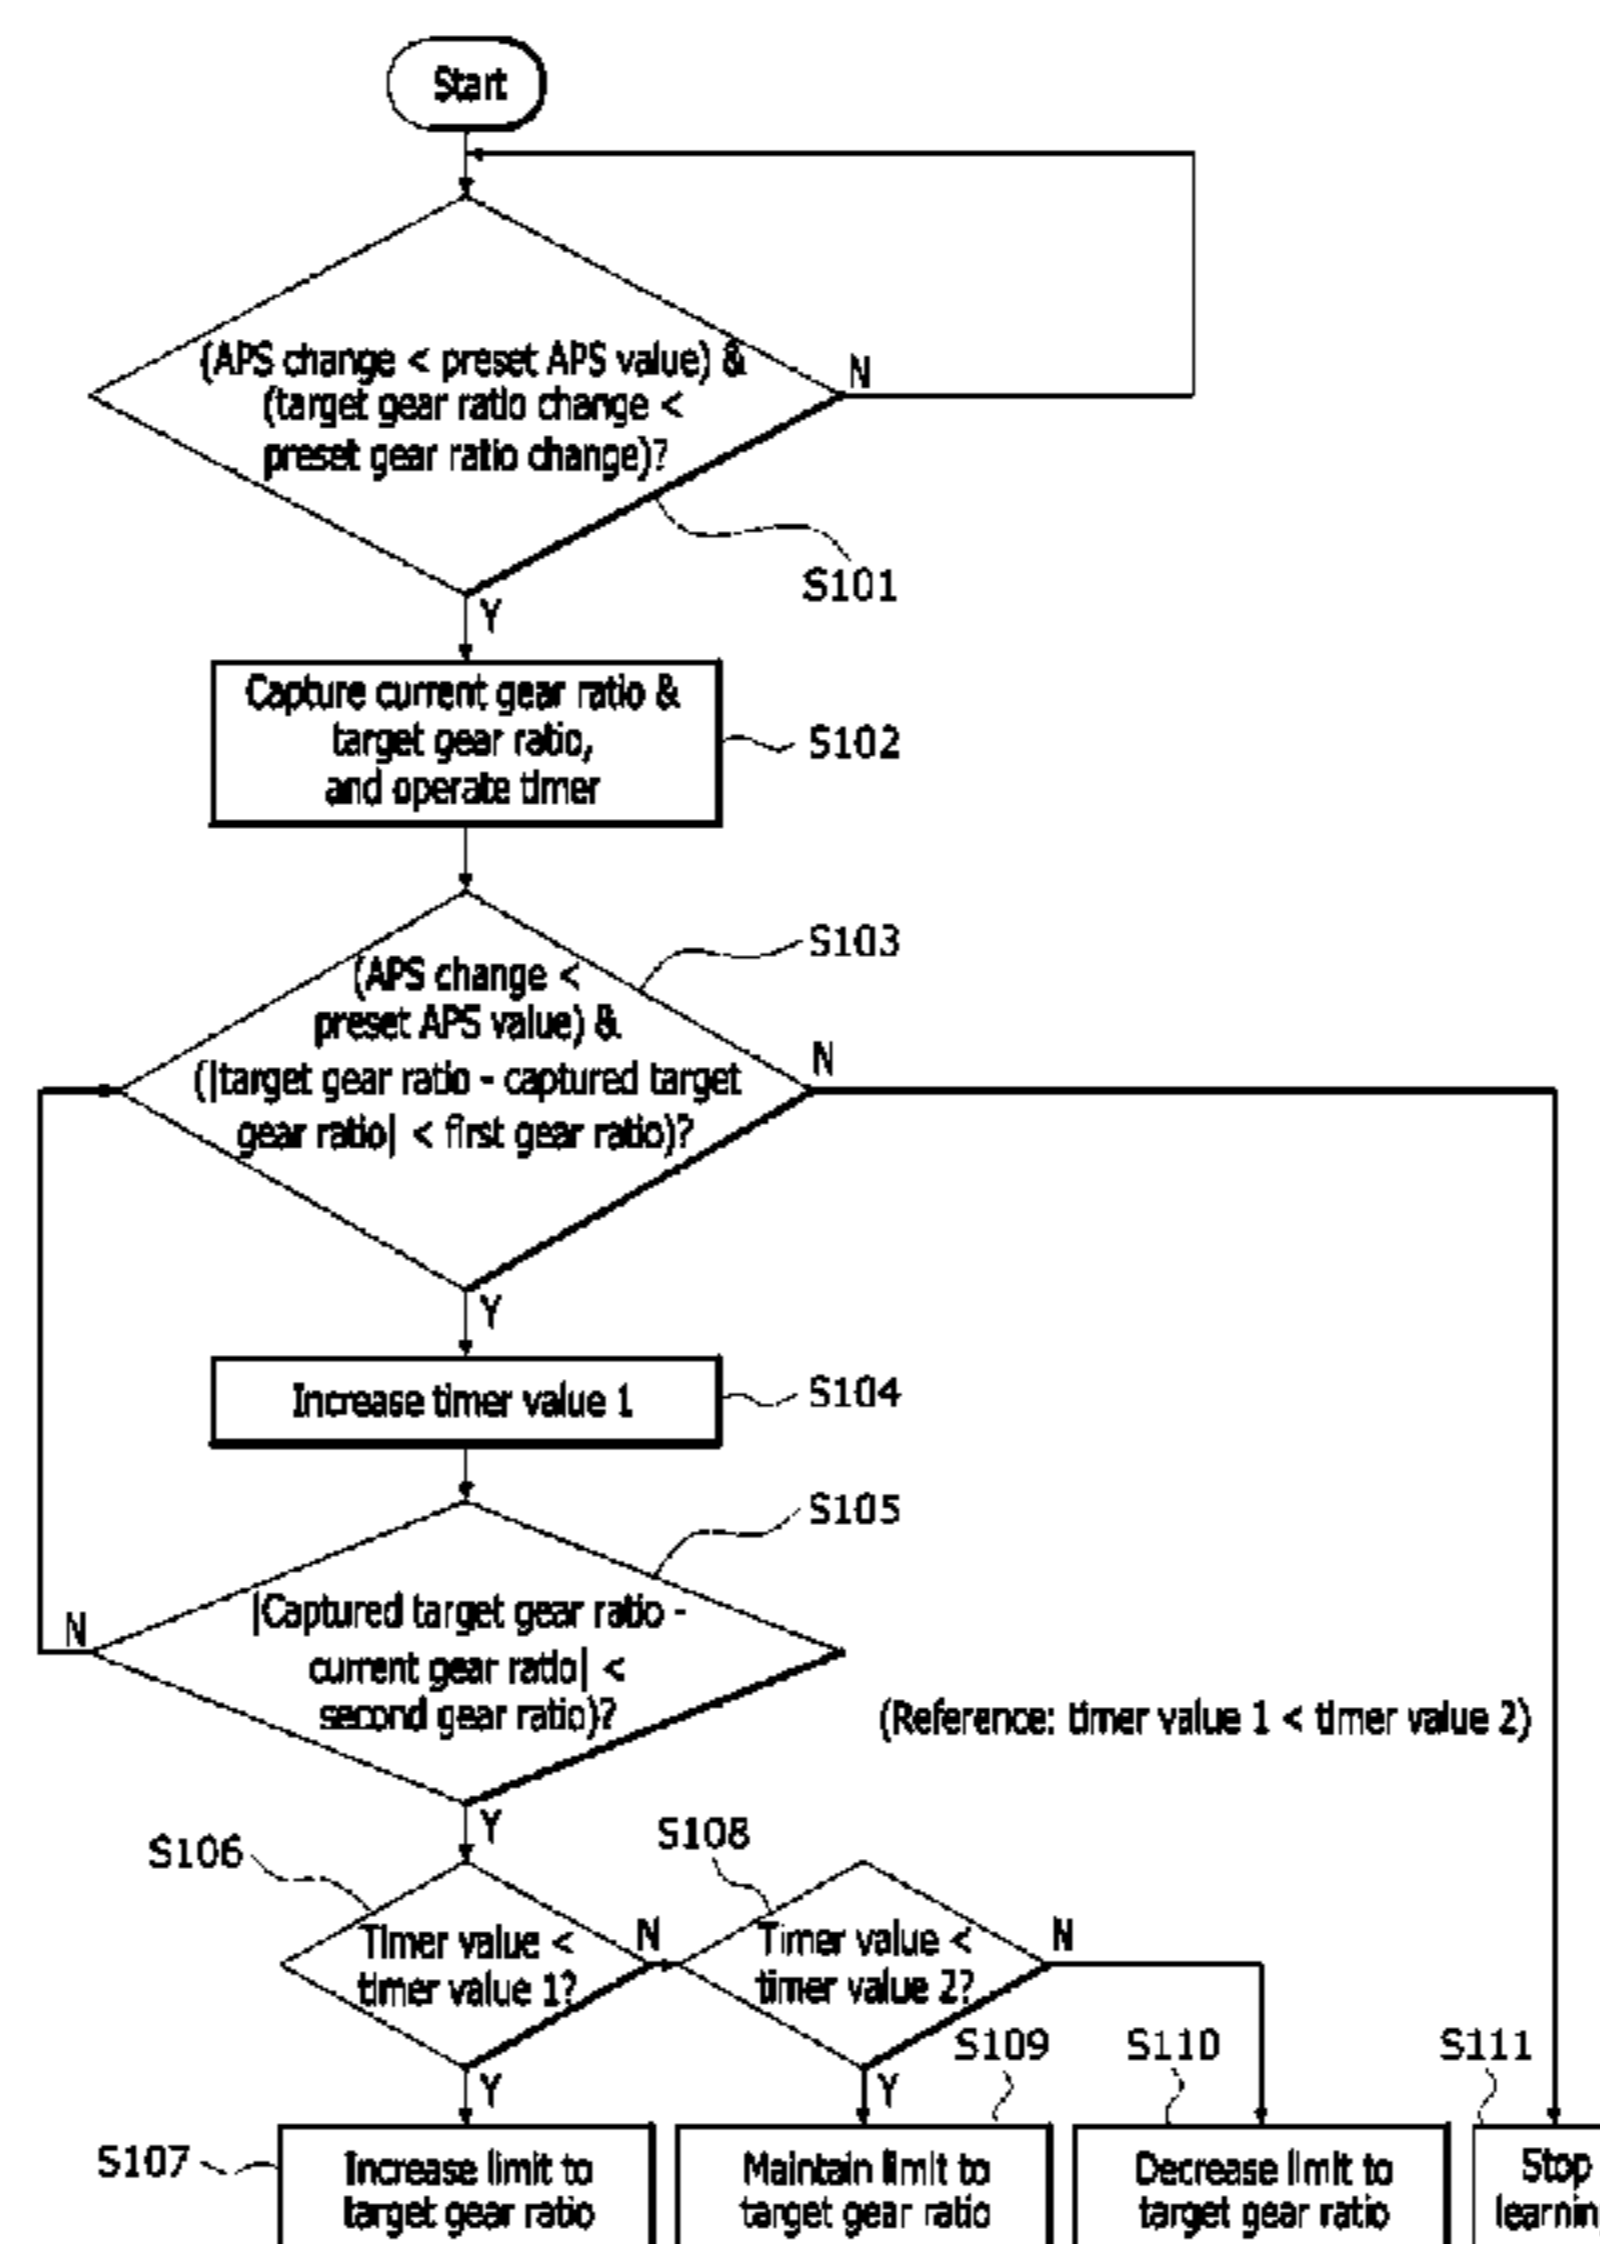 Start
(APS change < preset APS value) &
(target gear ratio change <
preset gear ratio change)?
N
S101
Y
Capture current gear ratio &
target gear ratio,
and operate timer
S102
S103
(APS change <
preset APS value) &
(|target gear ratio - captured target
gear ratio| < first gear ratio)?
N
Y
Increase timer value 1
S104
S105
|Captured target gear ratio -
current gear ratio| <
second gear ratio)?
N
(Reference: timer value 1 < timer value 2)
Y
S106
S108
Timer value <
timer value 1?
N
Timer value <
timer value 2?
N
Y
Y
S109
S110
S111
S107
Increase limit to
target gear ratio
Maintain limit to
target gear ratio
Decrease limit to
target gear ratio
Stop
learning